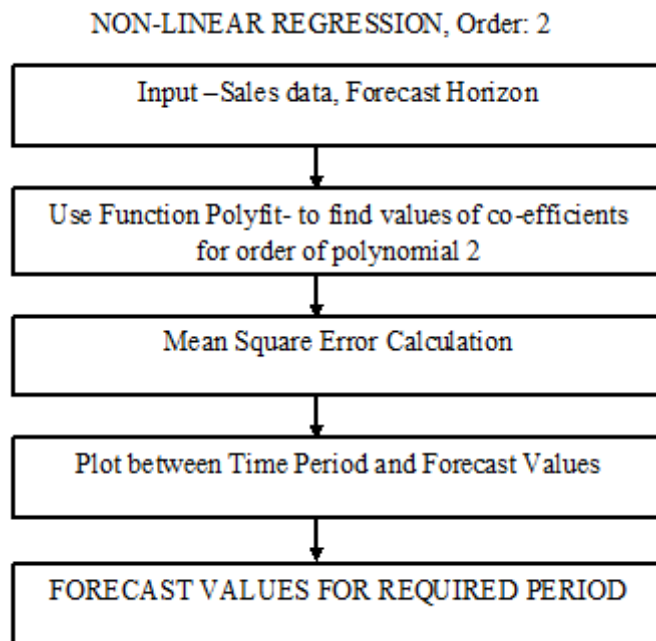 NON-LINEAR REGRESSION, Order: 2
Input –Sales data, Forecast Horizon
Use Function Polyfit- to find values of co-efficients
for order of polynomial 2
Mean Square Error Calculation
Plot between Time Period and Forecast Values
FORECAST VALUES FOR REQUIRED PERIOD